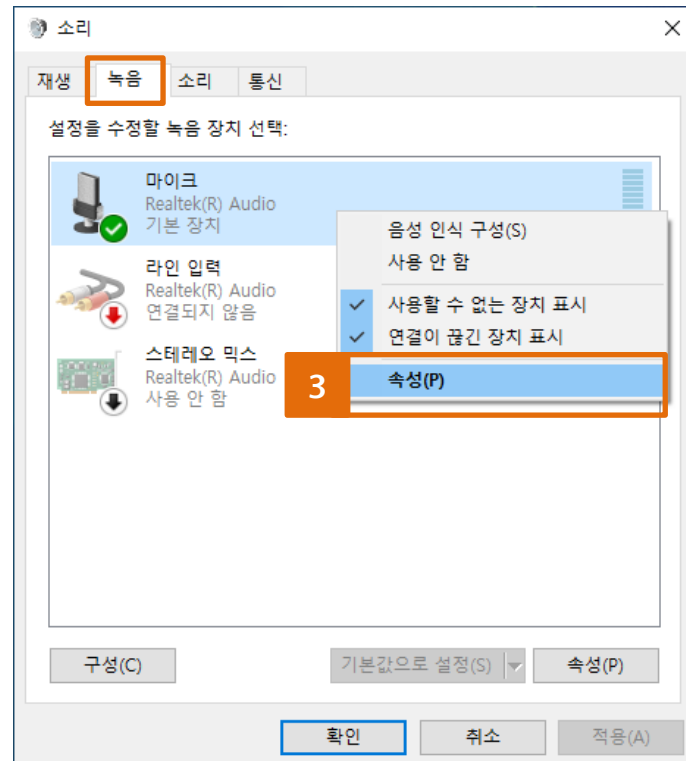 소리
재생 녹음 소리 통신
설정을 수정할 녹음 장치 선택:
마이크
Realtek(R) Audio
기본 장치
음성 인식 구성(S)
사용 안 함
사용할 수 없는 장치 표시
연결이 끊긴 장치 표시
3 속성(P)
라인 입력
Realtek(R) Audio
연결되지 않음
스테레오 믹스
Realtek(R) Audio
사용 안 함
구성(C) 기본값으로 설정(S) 속성(P)
확인 취소 적용(A)